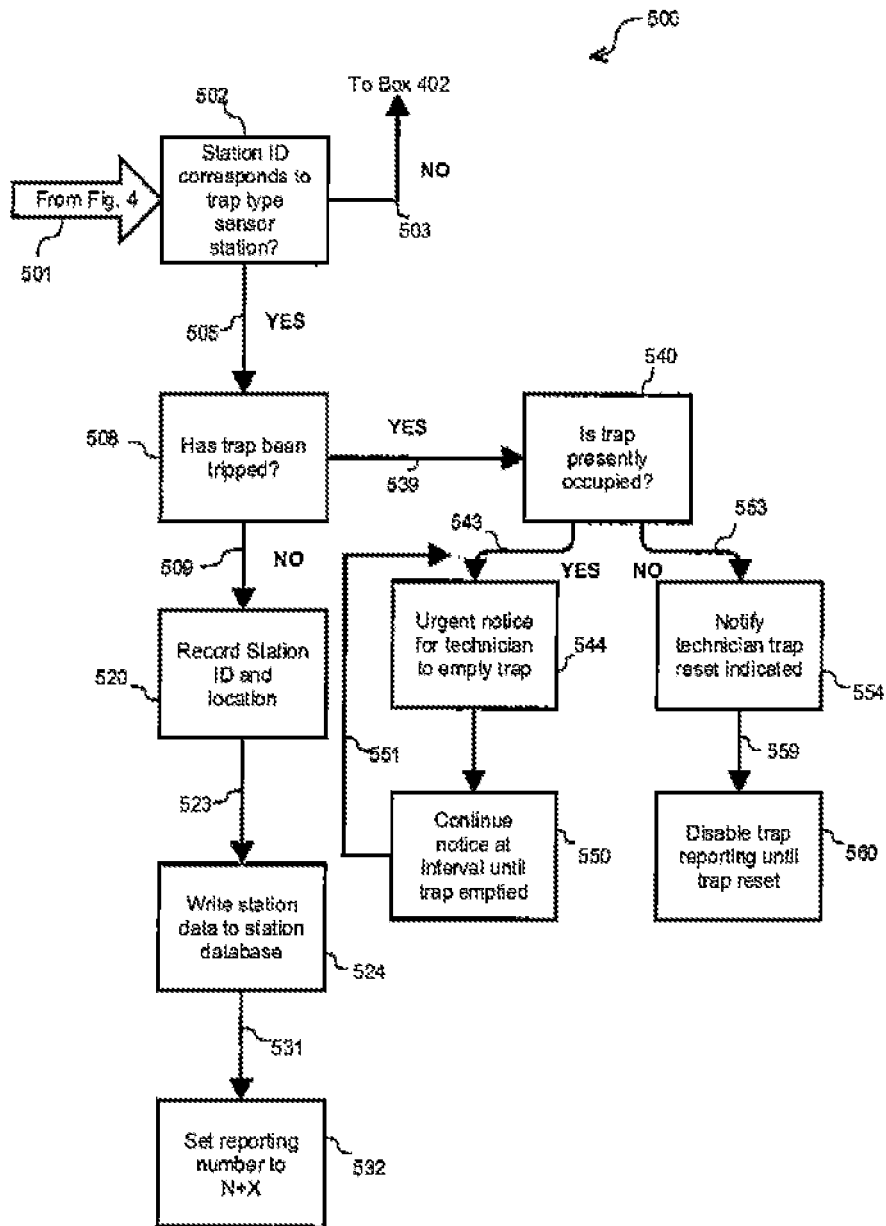 500
To Box 402
502
Station ID
corresponds to
trap type
sensor
station?
NO
503
From Fig. 4
501
505
YES
540
508
Has trap been
tripped?
YES
539
Is trap
presently
occupied?
509
NO
543
YES
553
NO
Record Station
ID and
location
520
Urgent notice
for technician
to empty trap
544
Notify
technician trap
reset indicated
554
551
559
523
Continue
notice at
interval until
trap emptied
550
Disable trap
reporting until
trap reset
560
Write station
data to station
database
524
531
Set reporting
number to
N+X
532